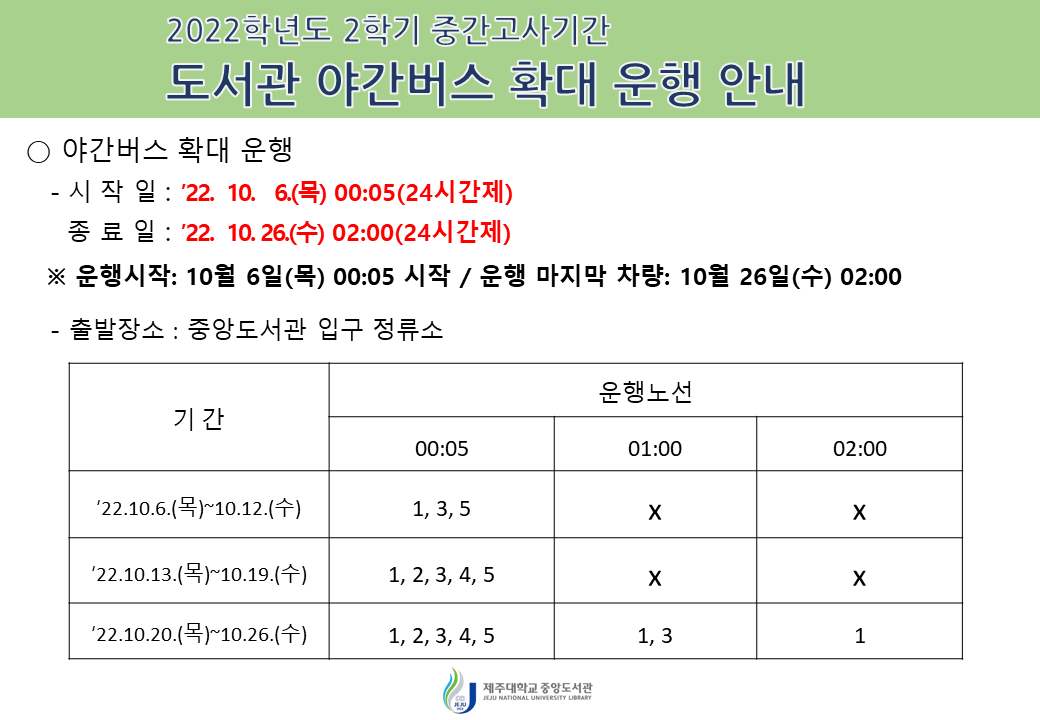 2022학년도 2학기 중간고사기간
도서관 야간버스 확대 운행 안내
○ 야간버스 확대 운행
- 시 작 일 : ′22. 10. 6.(목) 00:05(24시간제)
종 료 일 : ′22. 10. 26.(수) 02:00(24시간제)
※ 운행시작: 10월 6일(목) 00:05 시작 / 운행 마지막 차량: 10월 26일(수) 02:00
- 출발장소 : 중앙도서관 입구 정류소
기 간
운행노선
00:05 01:00 02:00
′22.10.6.(목)~10.12.(수) 1, 3, 5 x x
‘22.10.13.(목)~10.19.(수) 1, 2, 3, 4, 5 x x
‘22.10.20.(목)~10.26.(수) 1, 2, 3, 4, 5 1, 3 1
JEJU
제주대학교 중앙도서관
JEJU NATIONAL UNIVERSITY LIBRARY